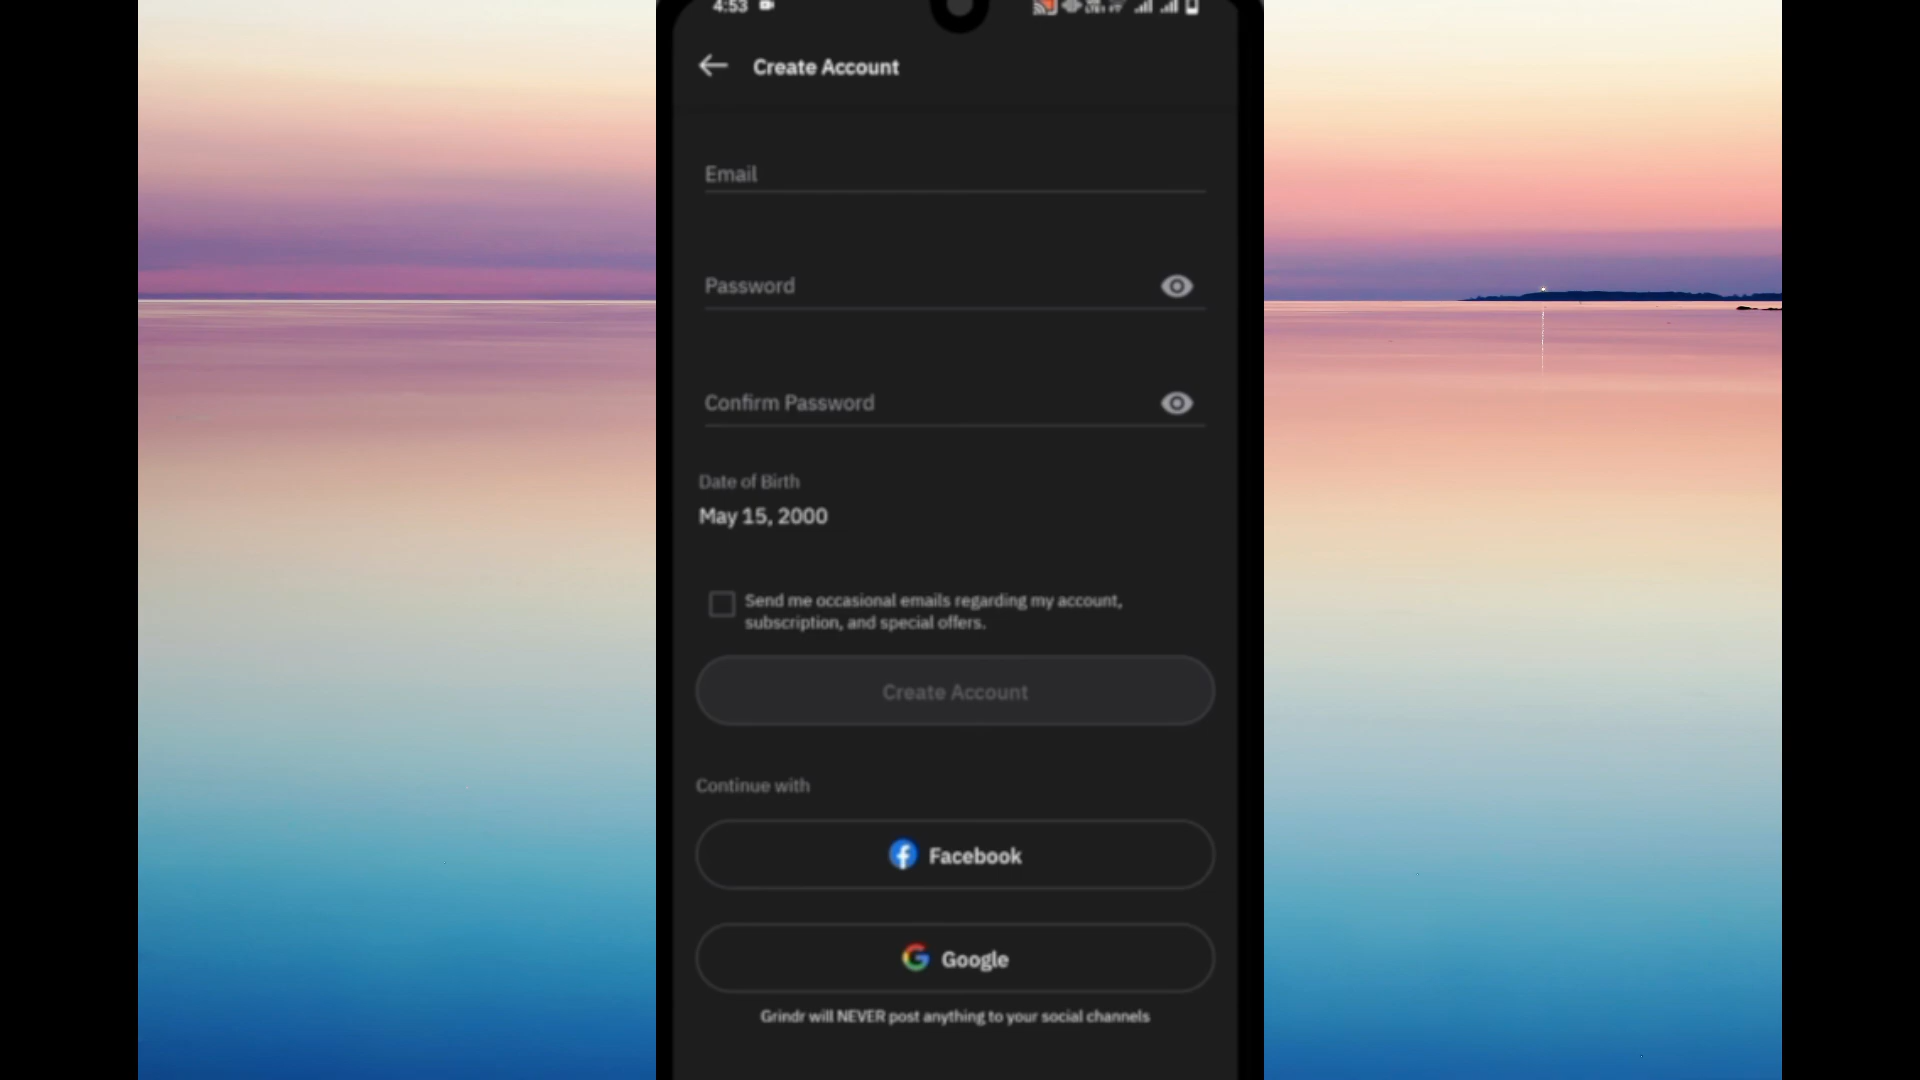 4:53
Create Account
Email
Password
Confirm Password
Date of Birth
May 15, 2000
Send me occasional emails regarding my account,
subscription, and special offers.
Create Account
Continue with
Facebook
Google
Grindr will NEVER post anything to your social channels